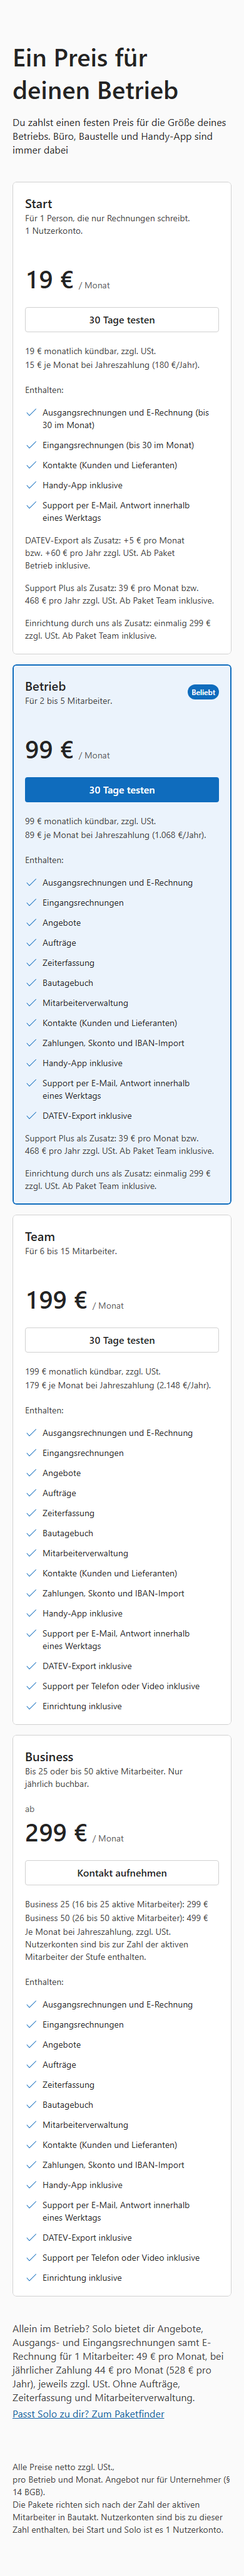 Ein Preis für
deinen Betrieb
Du zahlst einen festen Preis für die Größe deines
Betriebs. Büro, Baustelle und Handy-App sind
immer dabei
Start
Für 1 Person, die nur Rechnungen schreibt.
1 Nutzerkonto.
19 € / Monat
30 Tage testen
19 € monatlich kündbar, zzgl. USt.
15 € je Monat bei Jahreszahlung (180 €/Jahr).
Enthalten:
Ausgangsrechnungen und E-Rechnung (bis
30 im Monat)
Eingangsrechnungen (bis 30 im Monat)
Kontakte (Kunden und Lieferanten)
Handy-App inklusive
Support per E-Mail, Antwort innerhalb
eines Werktags
DATEV-Export als Zusatz: +5 € pro Monat
bzw. +60 € pro Jahr zzgl. USt. Ab Paket
Betrieb inklusive.
Support Plus als Zusatz: 39 € pro Monat bzw.
468 € pro Jahr zzgl. USt. Ab Paket Team inklusive.
Einrichtung durch uns als Zusatz: einmalig 299 €
zzgl. USt. Ab Paket Team inklusive.
Betrieb
Beliebt
Für 2 bis 5 Mitarbeiter.
99 € / Monat
30 Tage testen
99 € monatlich kündbar, zzgl. USt.
89 € je Monat bei Jahreszahlung (1.068 €/Jahr).
Enthalten:
Ausgangsrechnungen und E-Rechnung
Eingangsrechnungen
Angebote
Aufträge
Zeiterfassung
Bautagebuch
Mitarbeiterverwaltung
Kontakte (Kunden und Lieferanten)
Zahlungen, Skonto und IBAN-Import
Handy-App inklusive
Support per E-Mail, Antwort innerhalb
eines Werktags
DATEV-Export inklusive
Support Plus als Zusatz: 39 € pro Monat bzw.
468 € pro Jahr zzgl. USt. Ab Paket Team inklusive.
Einrichtung durch uns als Zusatz: einmalig 299 €
zzgl. USt. Ab Paket Team inklusive.
Team
Für 6 bis 15 Mitarbeiter.
199 € / Monat
30 Tage testen
199 € monatlich kündbar, zzgl. USt.
179 € je Monat bei Jahreszahlung (2.148 €/Jahr).
Enthalten:
Ausgangsrechnungen und E-Rechnung
Eingangsrechnungen
Angebote
Aufträge
Zeiterfassung
Bautagebuch
Mitarbeiterverwaltung
Kontakte (Kunden und Lieferanten)
Zahlungen, Skonto und IBAN-Import
Handy-App inklusive
Support per E-Mail, Antwort innerhalb
eines Werktags
DATEV-Export inklusive
Support per Telefon oder Video inklusive
Einrichtung inklusive
Business
Bis 25 oder bis 50 aktive Mitarbeiter. Nur
jährlich buchbar.
ab
299 € / Monat
Kontakt aufnehmen
Business 25 (16 bis 25 aktive Mitarbeiter): 299 €
Business 50 (26 bis 50 aktive Mitarbeiter): 499 €
Je Monat bei Jahreszahlung, zzgl. USt.
Nutzerkonten sind bis zur Zahl der aktiven
Mitarbeiter der Stufe enthalten.
Enthalten:
Ausgangsrechnungen und E-Rechnung
Eingangsrechnungen
Angebote
Aufträge
Zeiterfassung
Bautagebuch
Mitarbeiterverwaltung
Kontakte (Kunden und Lieferanten)
Zahlungen, Skonto und IBAN-Import
Handy-App inklusive
Support per E-Mail, Antwort innerhalb
eines Werktags
DATEV-Export inklusive
Support per Telefon oder Video inklusive
Einrichtung inklusive
Allein im Betrieb? Solo bietet dir Angebote,
Ausgangs- und Eingangsrechnungen samt E-
Rechnung für 1 Mitarbeiter: 49 € pro Monat, bei
jährlicher Zahlung 44 € pro Monat (528 € pro
Jahr), jeweils zzgl. USt. Ohne Aufträge,
Zeiterfassung und Mitarbeiterverwaltung.
Passt Solo zu dir? Zum Paketfinder
Alle Preise netto zzgl. USt.,
pro Betrieb und Monat. Angebot nur für Unternehmer (§
14 BGB).
Die Pakete richten sich nach der Zahl der aktiven
Mitarbeiter in Bautakt. Nutzerkonten sind bis zu dieser
Zahl enthalten, bei Start und Solo ist es 1 Nutzerkonto.